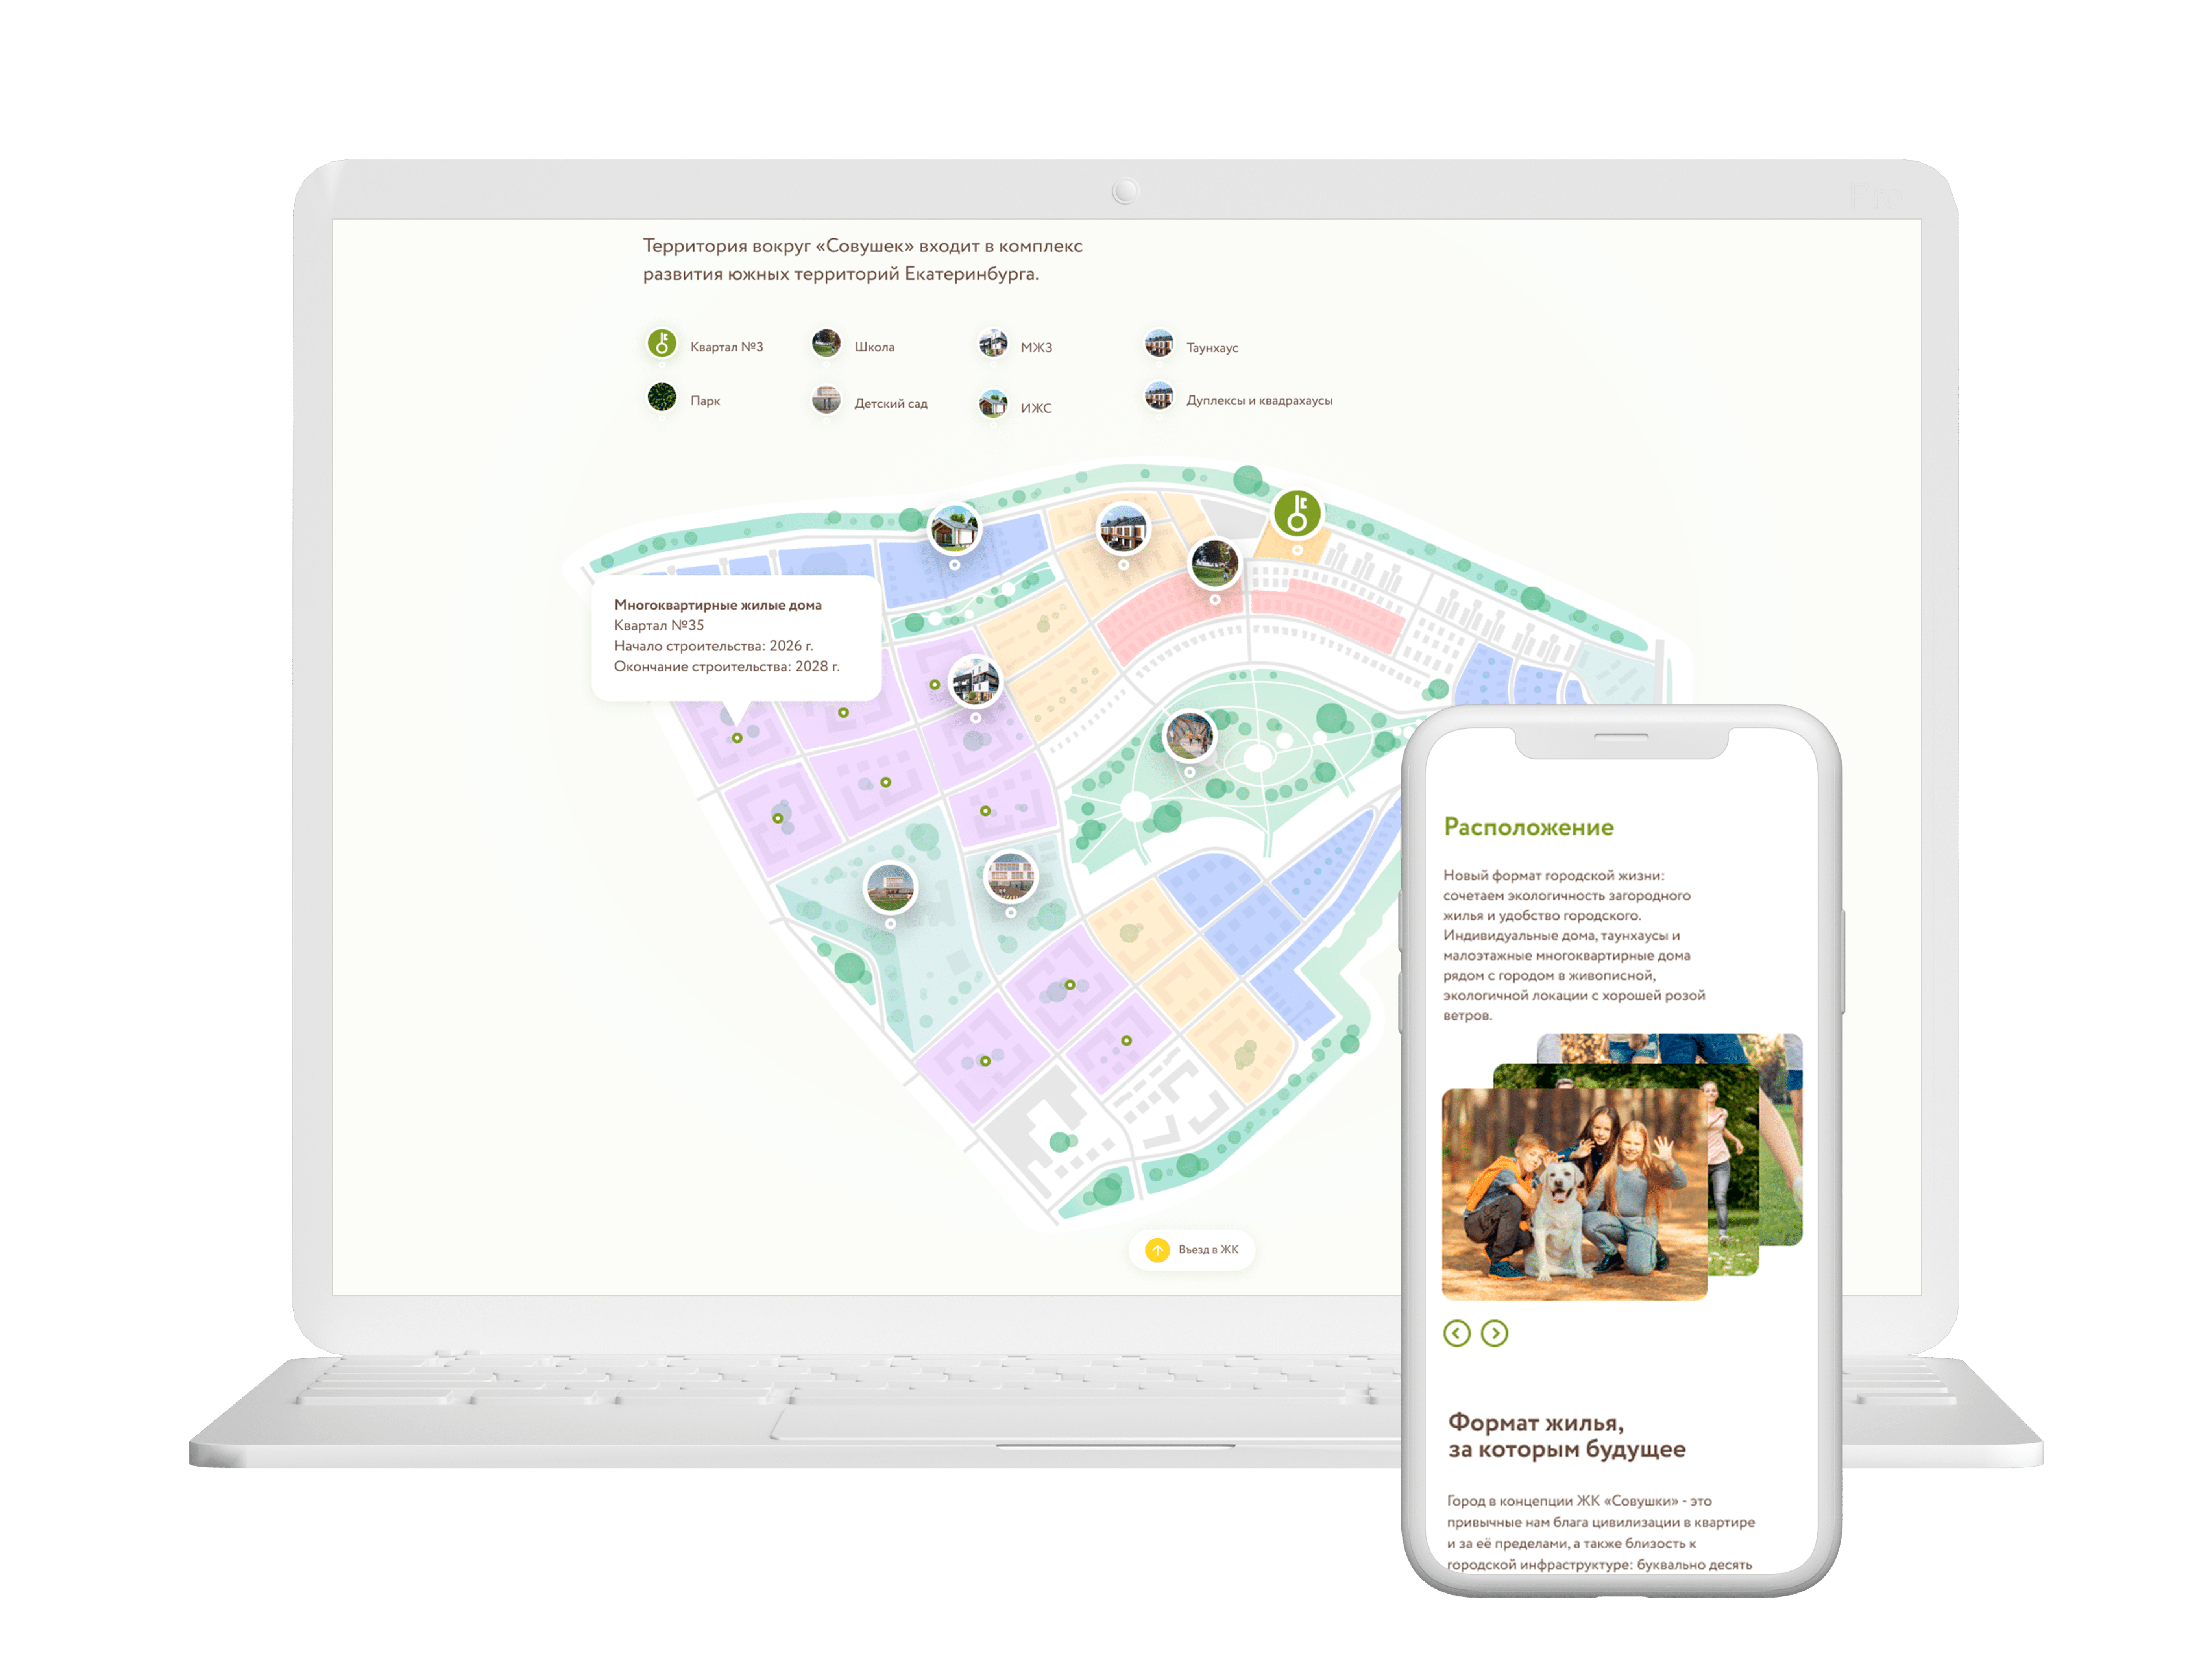 Территория вокруг «Совушек» входит в комплекс
развития южных территорий Екатеринбурга.
Квартал №3
Школа
МЖЗ
Таунхаус
Парк
Детский сад
ИЖС
Дуплексы и квадрахаусы
Многоквартирные жилые дома
Квартал №35
Начало строительства: 2026 г.
Окончание строительства: 2028 г.
Въезд в ЖК
Расположение
Новый формат городской жизни:
сочетаем экологичность загородного
жилья и удобство городского.
Индивидуальные дома, таунхаусы и
малоэтажные многоквартирные дома
рядом с городом в живописной,
экологичной локации с хорошей розой
ветров.
Формат жилья,
за которым будущее
Город в концепции ЖК «Совушки» - это
привычные нам блага цивилизации в квартире
и за её пределами, а также близость к
городской инфраструктуре: буквально десять